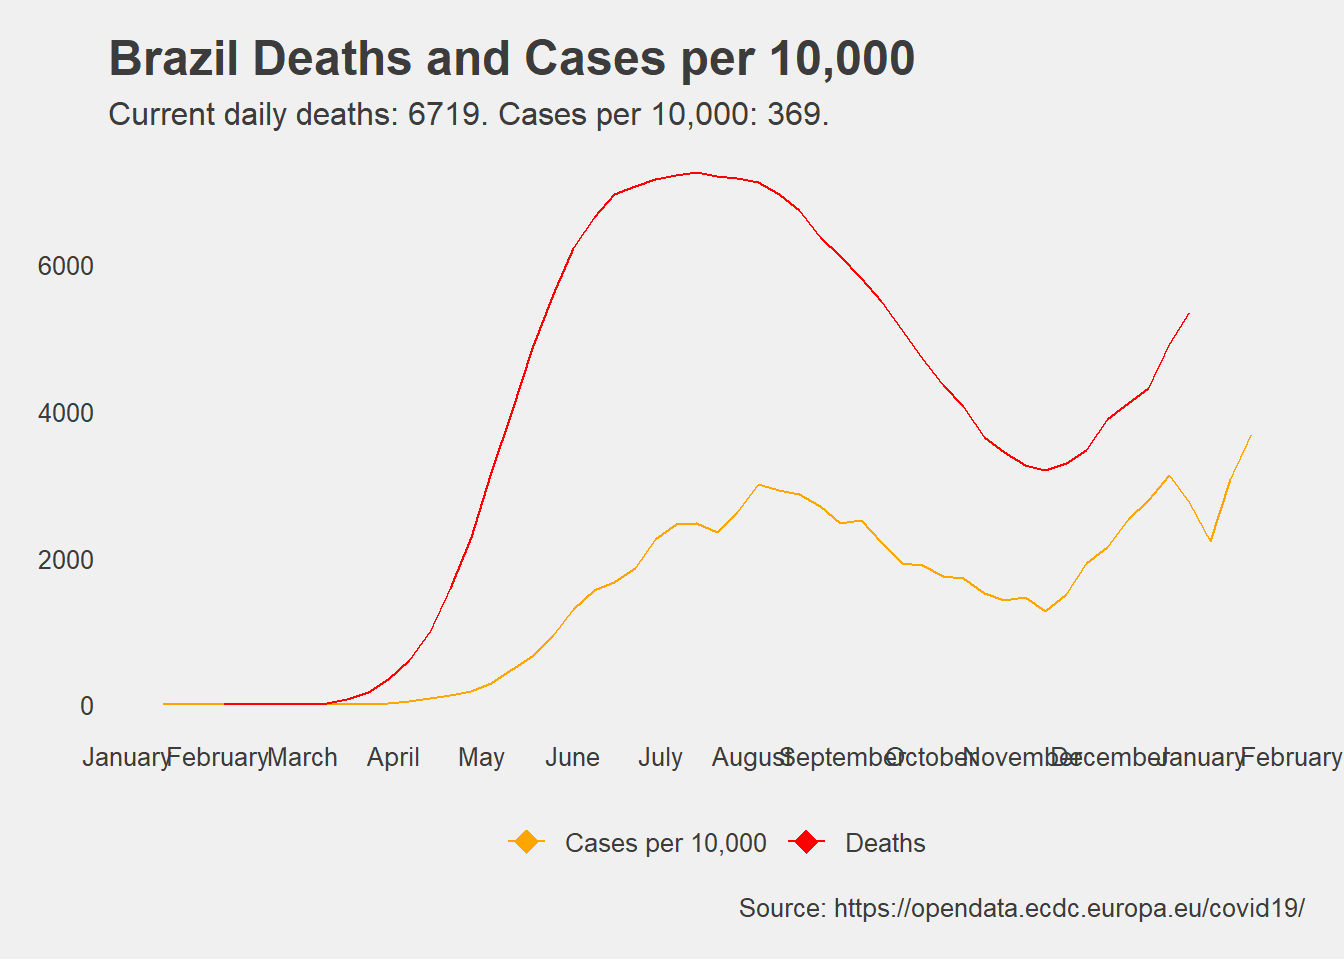 Brazil Deaths and Cases per 10,000
Current daily deaths: 6719. Cases per 10,000: 369.
6000
4000
2000
0
January February March April May June July August September October November December January February
Cases per 10,000 Deaths
Source: https://opendata.ecdc.europa.eu/covid19/